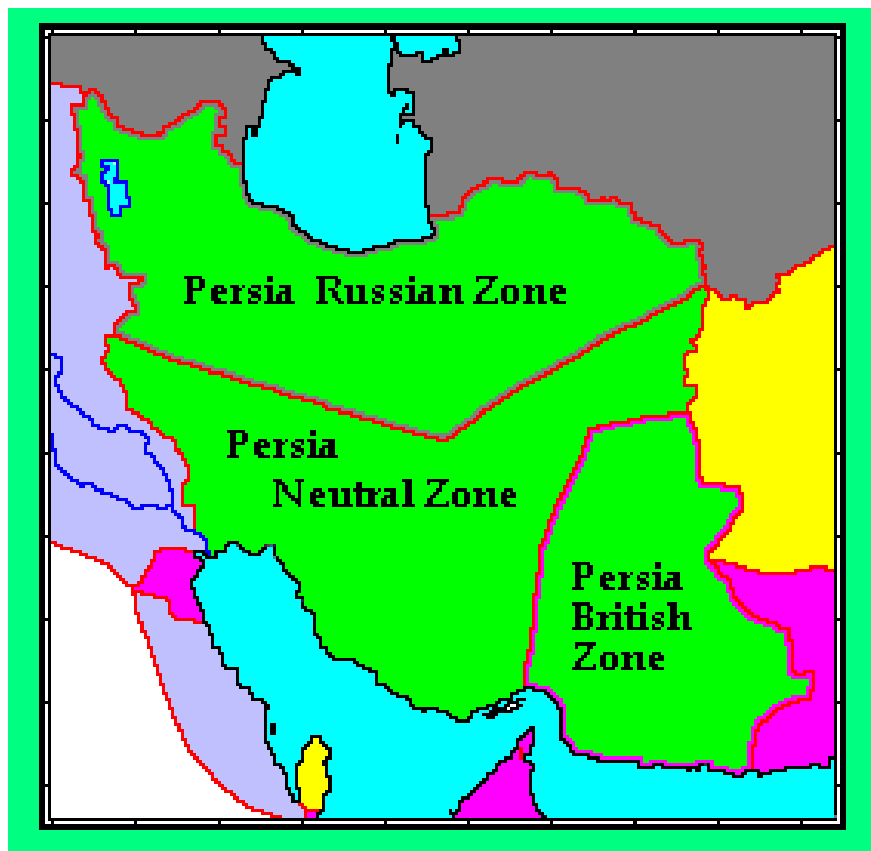 Persia Russian Zone
Persia
Neutral Zone
Persia
British
Zone